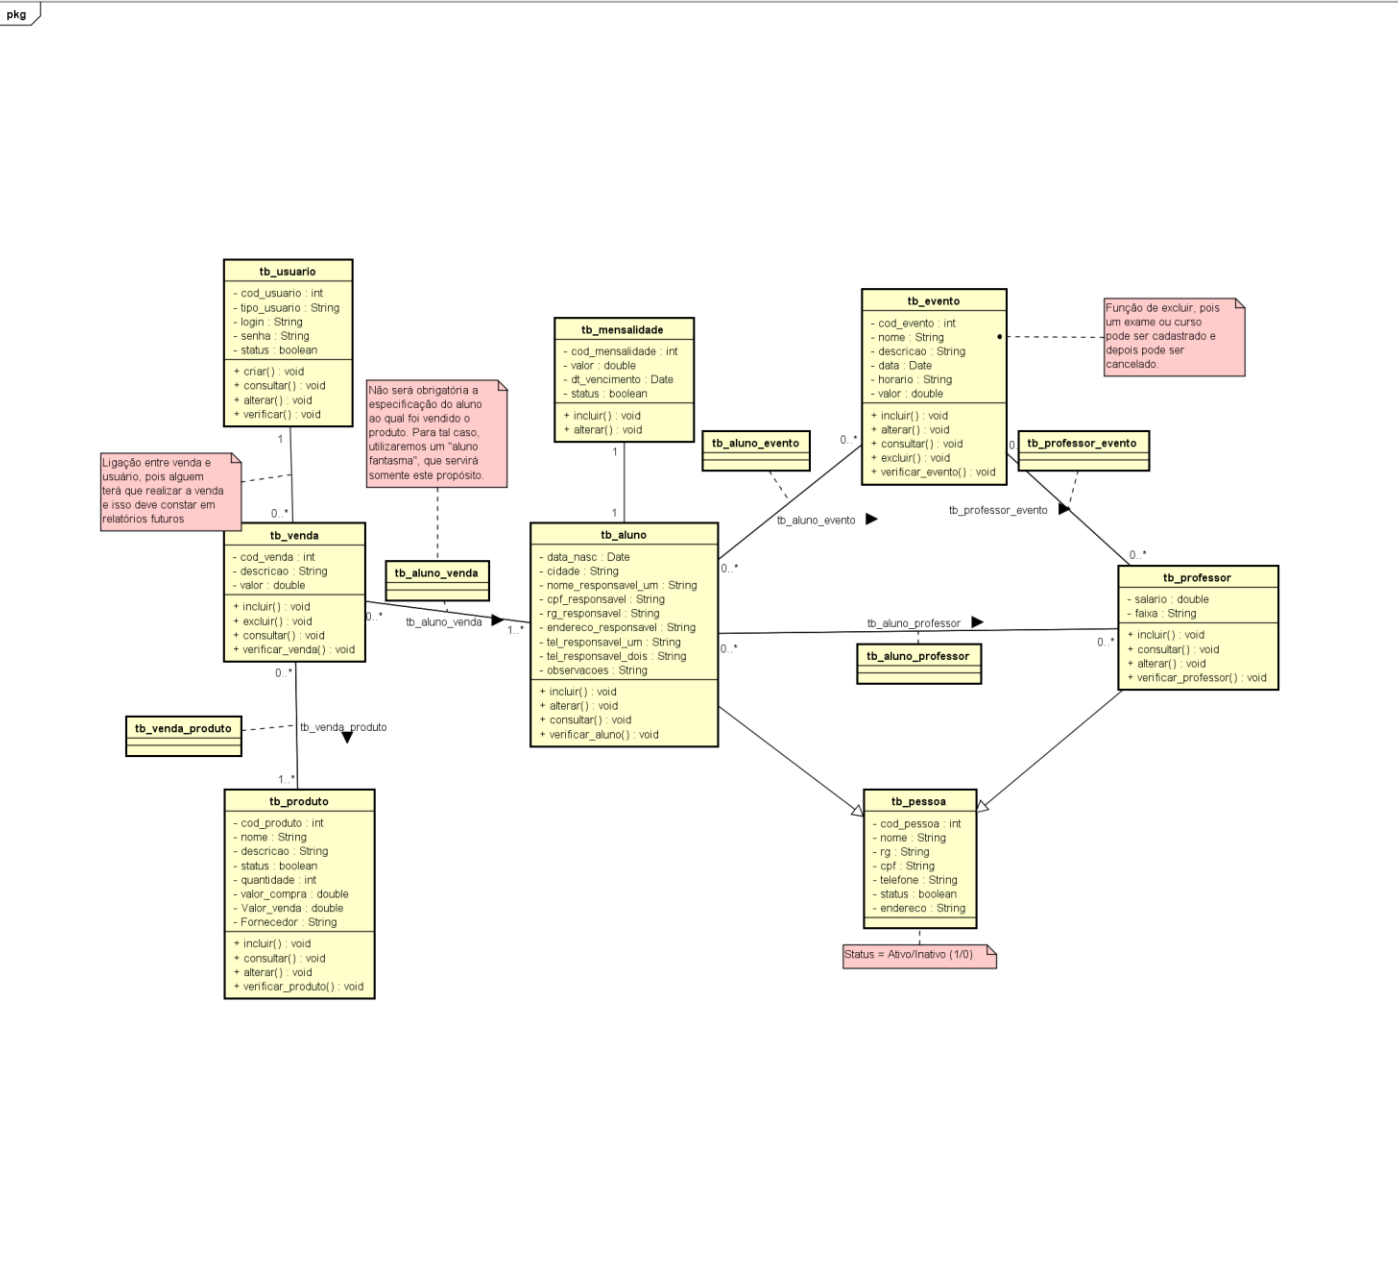 pkg
tb_usuario
- cod_usuario : int
- tipo_usuario : String
- login : String
- senha : String
- status : boolean
+ criar() : void
+ consultar() : void
+ alterar() : void
+ verificar() : void
1
0..*
Ligação entre venda e
usuário, pois alguem
terá que realizar a venda
e isso deve constar em
relatórios futuros
tb_venda
- cod_venda : int
- descricao : String
- valor : double
+ incluir() : void
+ excluir() : void
+ consultar() : void
+ verificar_venda() : void
0..*
tb_venda_produto
tb_venda_produto
1..*
tb_produto
- cod_produto : int
- nome : String
- descricao : String
- status : boolean
- quantidade : int
- valor_compra : double
- Valor_venda : double
- Fornecedor : String
+ incluir() : void
+ consultar() : void
+ alterar() : void
+ verificar_produto() : void
Não será obrigatória a
especificação do aluno
ao qual foi vendido o
produto. Para tal caso,
utilizaremos um "aluno
fantasma", que servirá
somente este propósito.
tb_aluno_venda
0..*
tb_aluno_venda
1..*
tb_mensalidade
- cod_mensalidade : int
- valor : double
- dt_vencimento : Date
- status : boolean
+ incluir() : void
+ alterar() : void
1
1
tb_aluno
- data_nasc : Date
- cidade : String
- nome_responsavel_um : String
- cpf_responsavel : String
- rg_responsavel : String
- endereco_responsavel : String
- tel_responsavel_um : String
- tel_responsavel_dois : String
- observacoes : String
+ incluir() : void
+ alterar() : void
+ consultar() : void
+ verificar_aluno() : void
tb_evento
- cod_evento : int
- nome : String
- descricao : String
- data : Date
- horario : String
- valor : double
+ incluir() : void
+ alterar() : void
+ consultar() : void
+ excluir() : void
+ verificar_evento() : void
Função de excluir, pois
um exame ou curso
pode ser cadastrado e
depois pode ser
cancelado.
tb_aluno_evento
0..*
tb_aluno_evento
0..*
0
tb_professor_evento
tb_professor_evento
0..*
tb_professor
- salario : double
- faixa : String
+ incluir() : void
+ consultar() : void
+ alterar() : void
+ verificar_professor() : void
tb_aluno_professor
0..*
0..*
tb_aluno_professor
tb_pessoa
- cod_pessoa : int
- nome : String
- rg : String
- cpf : String
- telefone : String
- status : boolean
- endereco : String
Status = Ativo/Inativo (1/0)